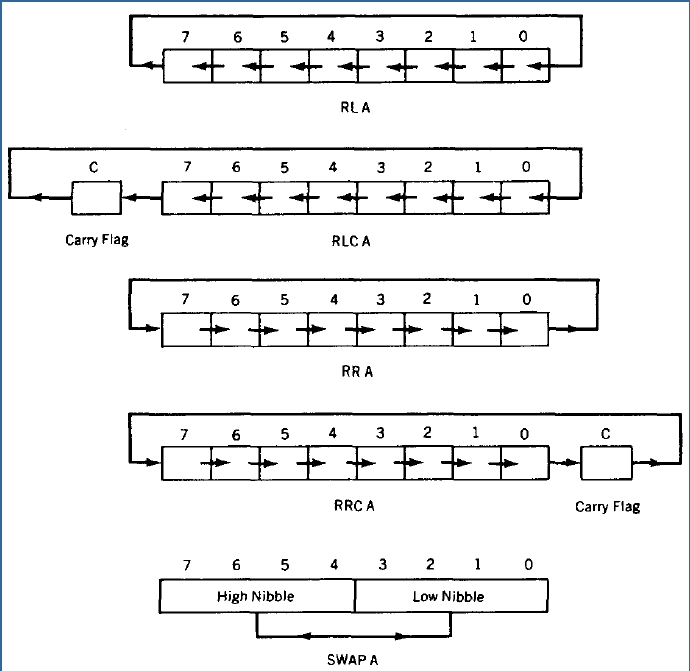 7 6 5 4 3 2 1 0
RL A
C 7 6 5 4 3 2 1 0
Carry Flag RLC A
7 6 5 4 3 2 1 0
RR A
7 6 5 4 3 2 1 0 C
RRC A Carry Flag
7 6 5 4 3 2 1 0
High Nibble Low Nibble
SWAP A